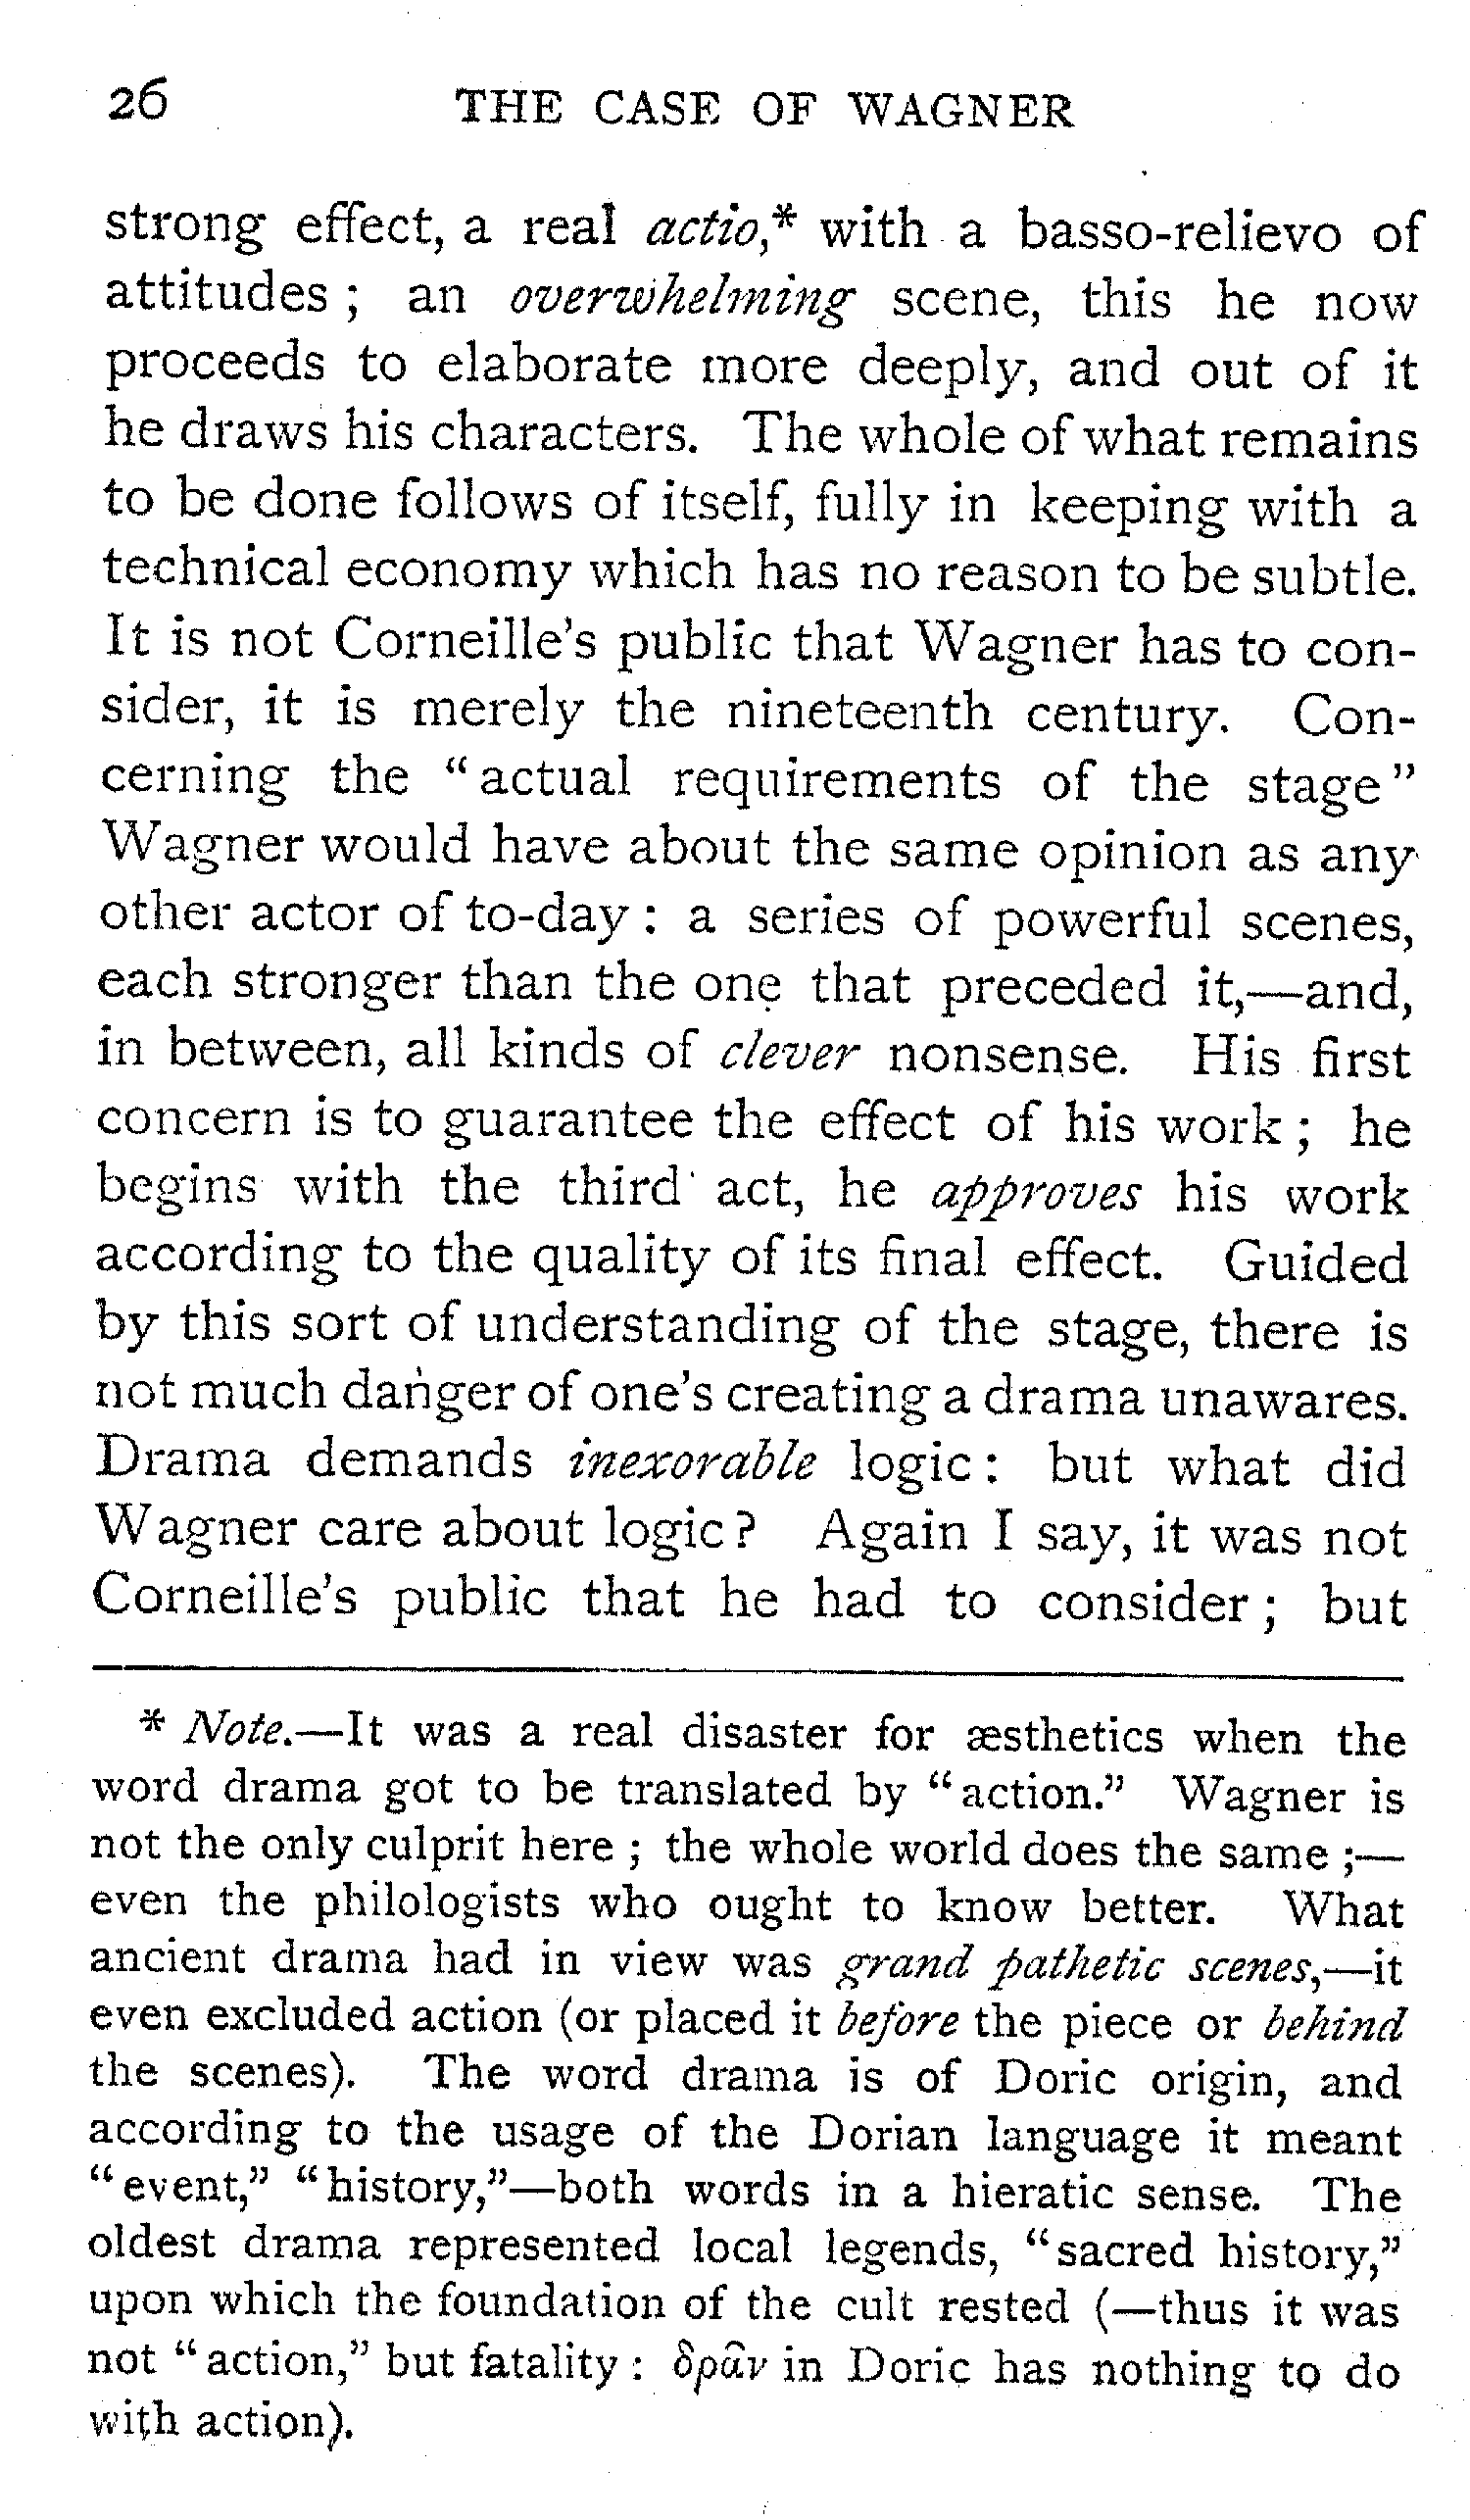 26 THE CASE OF WAGNER
strong effect, a real actio,* with a basso-relievo of
attitudes ; an overwhelming scene, this he now
proceeds to elaborate more deeply, and out of it
he draws his characters. The whole of what remains
to be done follows of itself, fully in keeping with a
technical economy which has no reason to be subtle.
It is not Corneille's public that Wagner has to con-
sider, it is merely the nineteenth century. Con-
cerning the "actual requirements of the stage"
Wagner would have about the same opinion as any
other actor of to-day : a series of powerful scenes,
each stronger than the one that preceded it,—and,
in between, all kinds of clever nonsense. His first
concern is to guarantee the effect of his work ; he
begins with the third act, he approves his work
according to the quality of its final effect. Guided
by this sort of understanding of the stage, there is
not much danger of one's creating a drama unawares.
Drama demands inexorable logic : but what did
Wagner care about logic ? Again I say, it was not
Corneille's public that he had to consider ; but
* Note.—It was a real disaster for æsthetics when the
word drama got to be translated by "action." Wagner is
not the only culprit here ; the whole world does the same ;—
even the philologists who ought to know better. What
ancient drama had in view was grand pathetic scenes,—it
even excluded action (or placed it before the piece or behind
the scenes). The word drama is of Doric origin, and
according to the usage of the Dorian language it meant
"event," "history,"—both words in a hieratic sense. The
oldest drama represented local legends, "sacred history,"
upon which the foundation of the cult rested (—thus it was
not "action," but fatality : δρᾶν in Doric has nothing to do
with action).